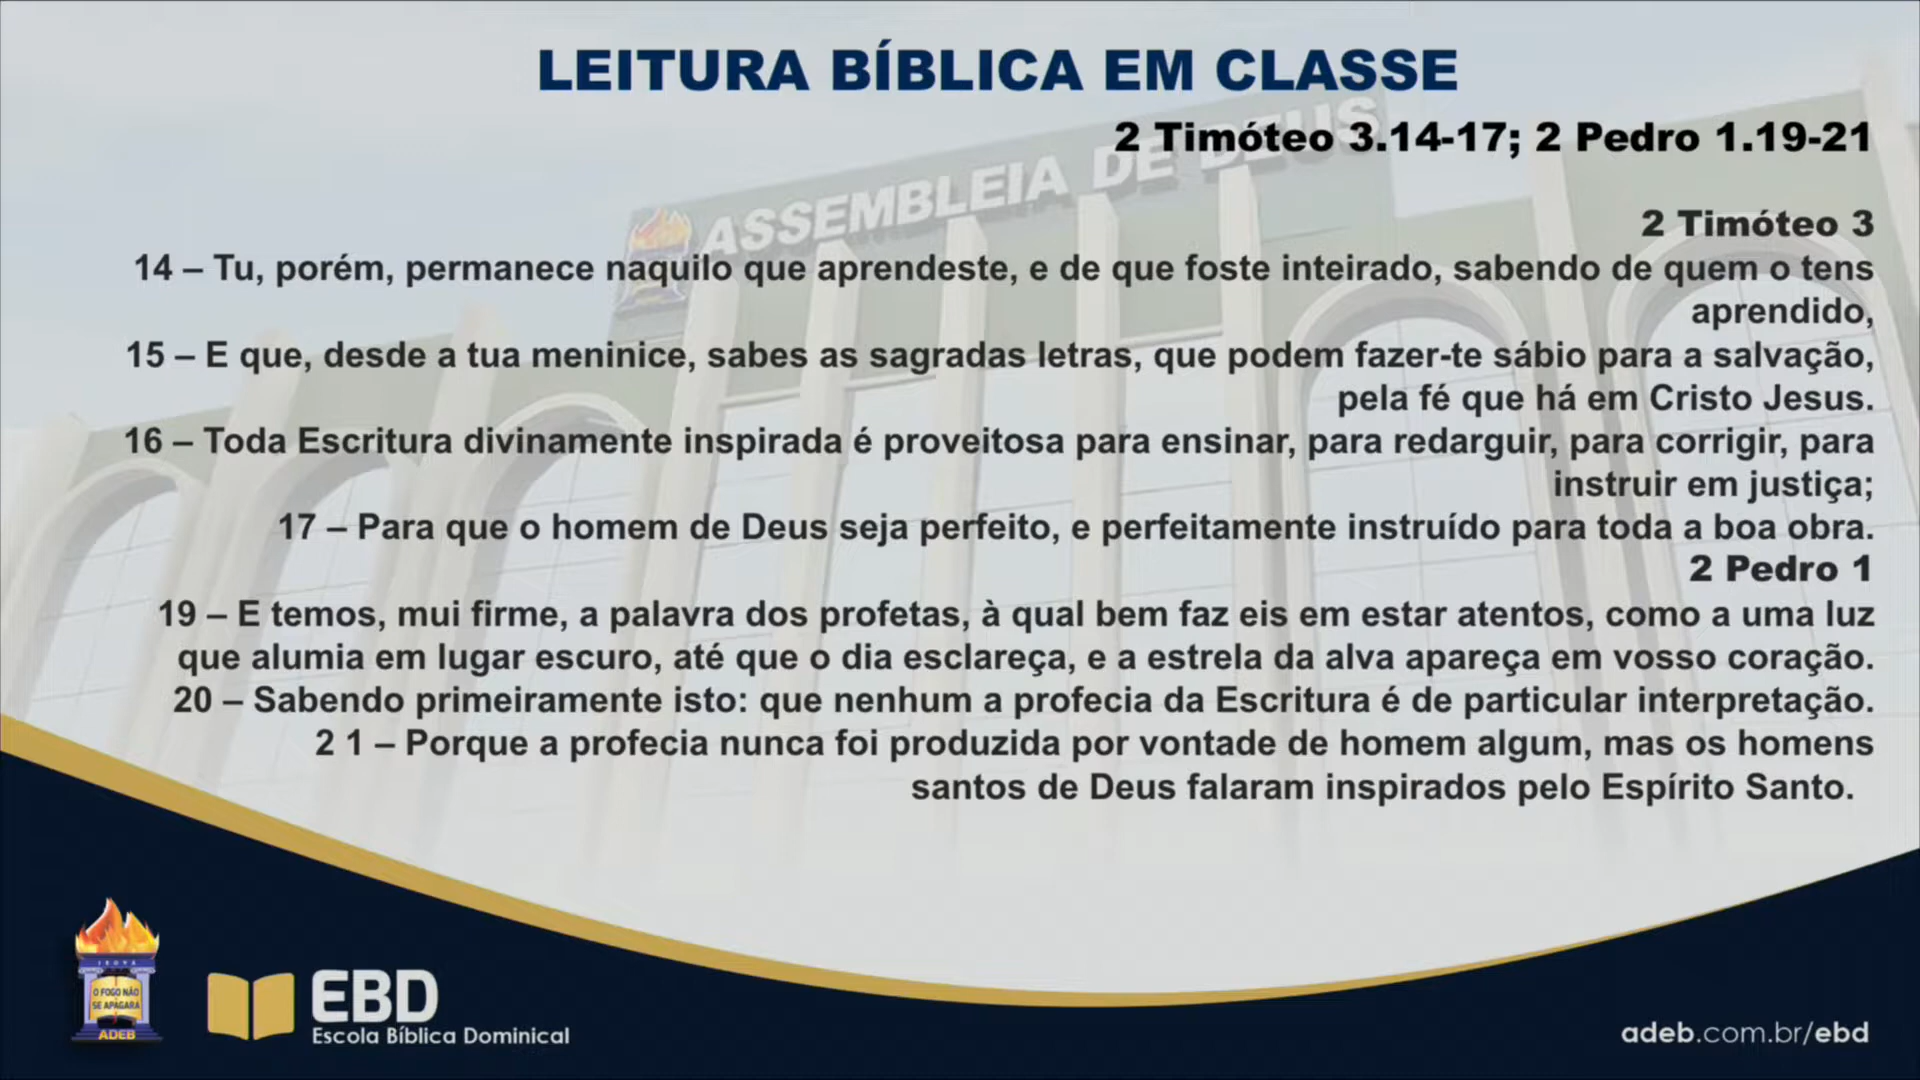 LEITURA BÍBLICA EM CLASSE
2 Timóteo 3.14-17; 2 Pedro 1.19-21
ASSEMBLEIA DE DEUS
2 Timóteo 3
14 – Tu, porém, permanece naquilo que aprendeste, e de que foste inteirado, sabendo de quem o tens
aprendido,
15 – E que, desde a tua meninice, sabes as sagradas letras, que podem fazer-te sábio para a salvação,
pela fé que há em Cristo Jesus.
16 – Toda Escritura divinamente inspirada é proveitosa para ensinar, para redarguir, para corrigir, para
instruir em justiça;
17 – Para que o homem de Deus seja perfeito, e perfeitamente instruído para toda a boa obra.
2 Pedro 1
19 – E temos, mui firme, a palavra dos profetas, à qual bem faz eis em estar atentos, como a uma luz
que alumia em lugar escuro, até que o dia esclareça, e a estrela da alva apareça em vosso coração.
20 – Sabendo primeiramente isto: que nenhum a profecia da Escritura é de particular interpretação.
2 1 – Porque a profecia nunca foi produzida por vontade de homem algum, mas os homens
santos de Deus falaram inspirados pelo Espírito Santo.
JEOVÁ
O FOGO NÃO
SE APAGARÁ
ADEB
EBD
Escola Bíblica Dominical
adeb.com.br/ebd